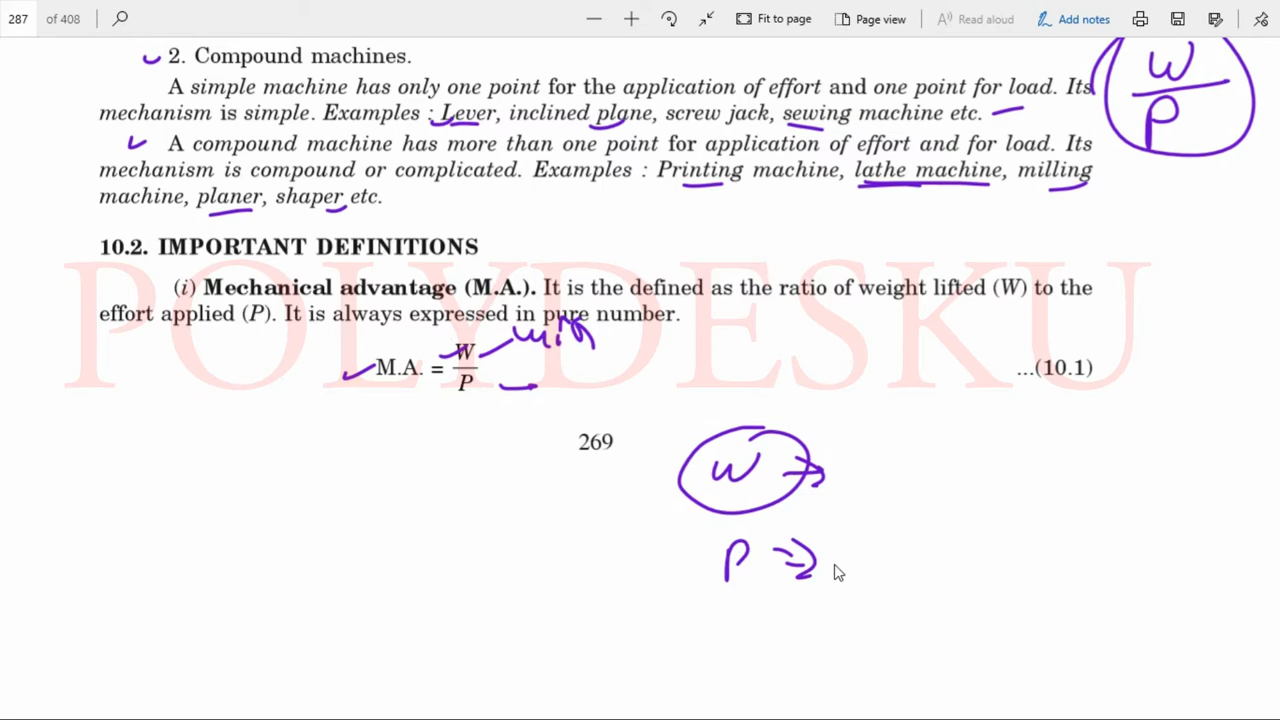 287 of 408 Fit to page Page view Read aloud Add notes
2. Compound machines.
A simple machine has only one point for the application of effort and one point for load. Its
mechanism is simple. Examples : Lever, inclined plane, screw jack, sewing machine etc.
A compound machine has more than one point for application of effort and for load. Its
mechanism is compound or complicated. Examples : Printing machine, lathe machine, milling
machine, planer, shaper etc.
W
P
10.2. IMPORTANT DEFINITIONS
(i) Mechanical advantage (M.A.). It is the defined as the ratio of weight lifted (W) to the
effort applied (P). It is always expressed in pure number.
M.A. = W/P ...(10.1)
269
W →
P ⇒
POLYDESKU